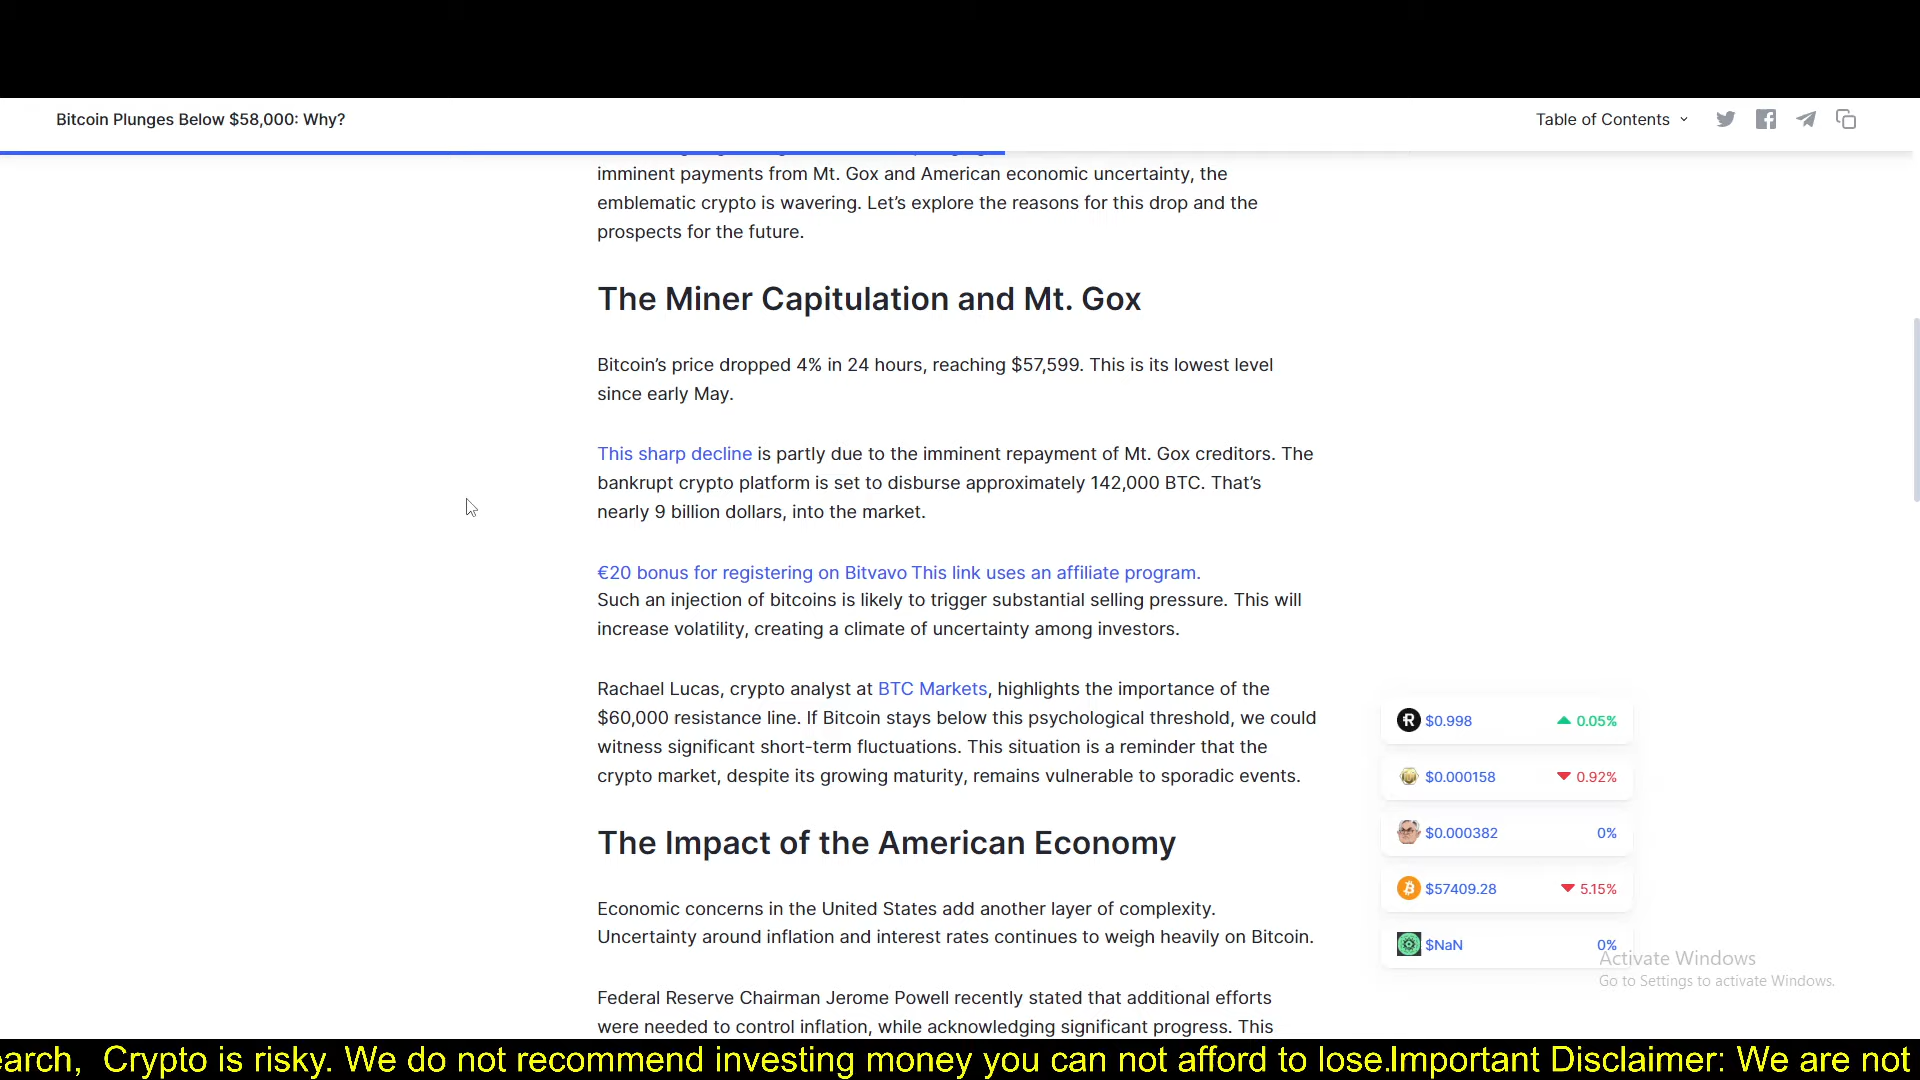 Bitcoin Plunges Below $58,000: Why?
Table of Contents
imminent payments from Mt. Gox and American economic uncertainty, the
emblematic crypto is wavering. Let’s explore the reasons for this drop and the
prospects for the future.
The Miner Capitulation and Mt. Gox
Bitcoin’s price dropped 4% in 24 hours, reaching $57,599. This is its lowest level
since early May.
This sharp decline is partly due to the imminent repayment of Mt. Gox creditors. The
bankrupt crypto platform is set to disburse approximately 142,000 BTC. That’s
nearly 9 billion dollars, into the market.
€20 bonus for registering on Bitvavo This link uses an affiliate program.
Such an injection of bitcoins is likely to trigger substantial selling pressure. This will
increase volatility, creating a climate of uncertainty among investors.
Rachael Lucas, crypto analyst at BTC Markets, highlights the importance of the
$60,000 resistance line. If Bitcoin stays below this psychological threshold, we could
witness significant short-term fluctuations. This situation is a reminder that the
crypto market, despite its growing maturity, remains vulnerable to sporadic events.
The Impact of the American Economy
Economic concerns in the United States add another layer of complexity.
Uncertainty around inflation and interest rates continues to weigh heavily on Bitcoin.
Federal Reserve Chairman Jerome Powell recently stated that additional efforts
were needed to control inflation, while acknowledging significant progress. This
$0.998 0.05%
$0.000158 0.92%
$0.000382 0%
$57409.28 5.15%
$NaN 0%
Activate Windows
Go to Settings to activate Windows.
earch, Crypto is risky. We do not recommend investing money you can not afford to lose.Important Disclaimer: We are not